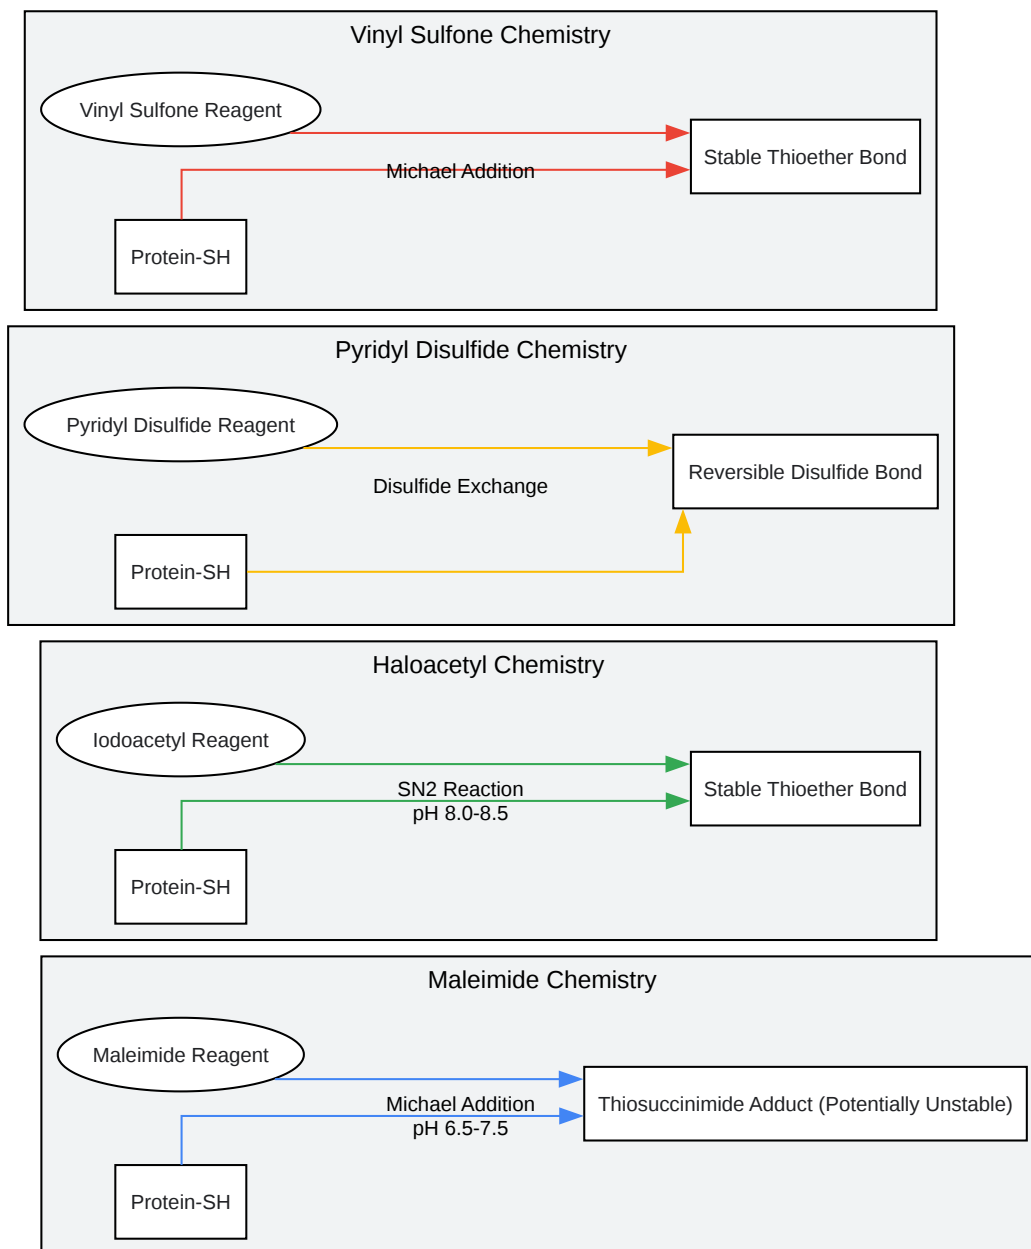 Vinyl Sulfone Chemistry
Vinyl Sulfone Reagent
Stable Thioether Bond
Michael Addition
Protein-SH
Pyridyl Disulfide Chemistry
Pyridyl Disulfide Reagent
Reversible Disulfide Bond
Disulfide Exchange
Protein-SH
Haloacetyl Chemistry
Iodoacetyl Reagent
Stable Thioether Bond
SN2 Reaction
pH 8.0-8.5
Protein-SH
Maleimide Chemistry
Maleimide Reagent
Thiosuccinimide Adduct (Potentially Unstable)
Michael Addition
pH 6.5-7.5
Protein-SH